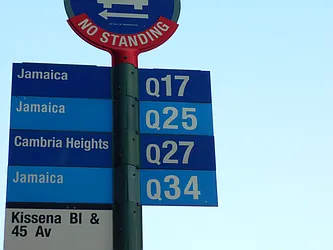 NO STANDING
Jamaica Q17
Jamaica Q25
Cambria Heights Q27
Jamaica Q34
Kissena Bl &
45 Av